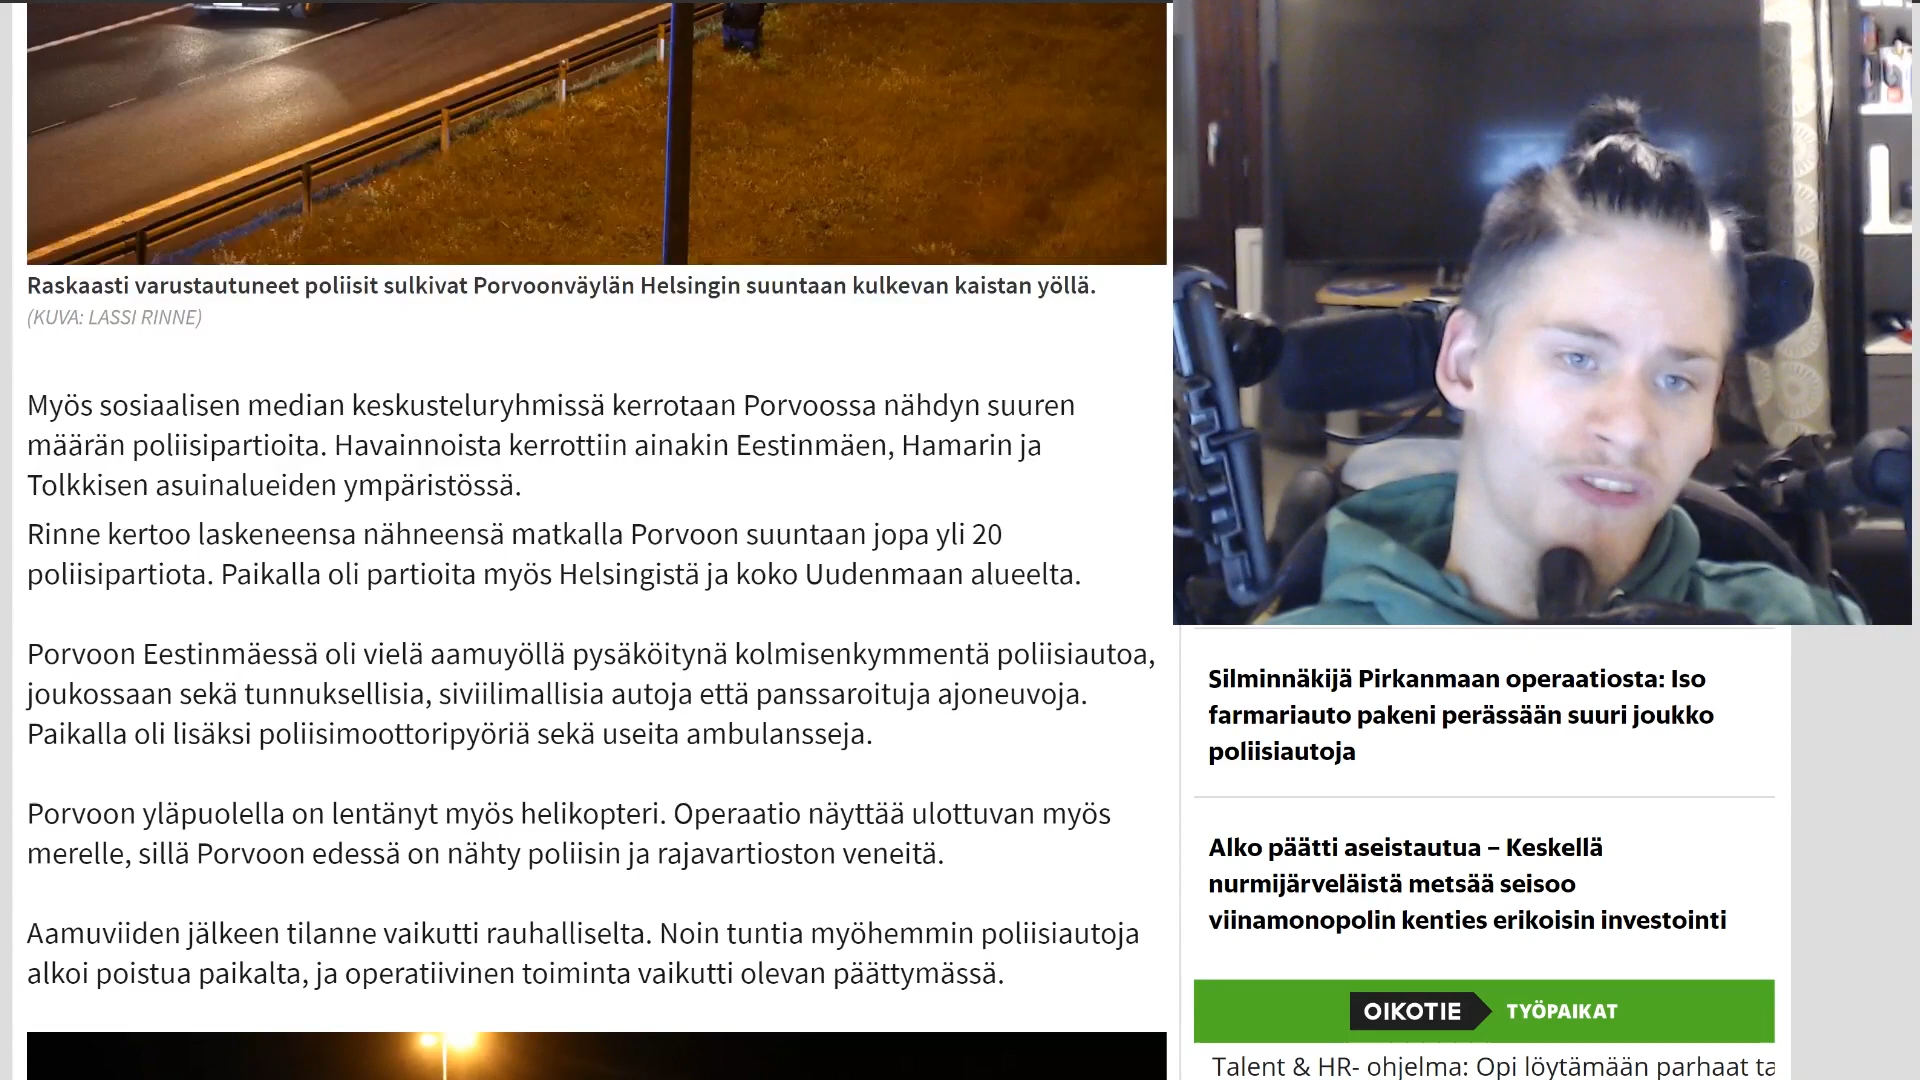 Raskaasti varustautuneet poliisit sulkivat Porvoonväylän Helsingin suuntaan kulkevan kaistan yöllä.
(KUVA: LASSI RINNE)
Myös sosiaalisen median keskusteluryhmissä kerrotaan Porvoossa nähdyn suuren
määrän poliisipartioita. Havainnoista kerrottiin ainakin Eestinmäen, Hamarin ja
Tolkkisen asuinalueiden ympäristössä.
Rinne kertoo laskeneensa nähneensä matkalla Porvoon suuntaan jopa yli 20
poliisipartiota. Paikalla oli partioita myös Helsingistä ja koko Uudenmaan alueelta.
Porvoon Eestinmäessä oli vielä aamuyöllä pysäköitynä kolmisenkymmentä poliisiautoa,
joukossaan sekä tunnuksellisia, siviilimallisia autoja että panssaroituja ajoneuvoja.
Paikalla oli lisäksi poliisimoottoripyöriä sekä useita ambulansseja.
Porvoon yläpuolella on lentänyt myös helikopteri. Operaatio näyttää ulottuvan myös
merelle, sillä Porvoon edessä on nähty poliisin ja rajavartioston veneitä.
Aamuviiden jälkeen tilanne vaikutti rauhalliselta. Noin tuntia myöhemmin poliisiautoja
alkoi poistua paikalta, ja operatiivinen toiminta vaikutti olevan päättymässä.
Silminnäkijä Pirkanmaan operaatiosta: Iso
farmariauto pakeni perässään suuri joukko
poliisiautoja
Alko päätti aseistautua – Keskellä
nurmijärveläistä metsää seisoo
viinamonopolin kenties erikoisin investointi
OIKOTIE TYÖPAIKAT
Talent & HR- ohjelma: Opi löytämään parhaat ta